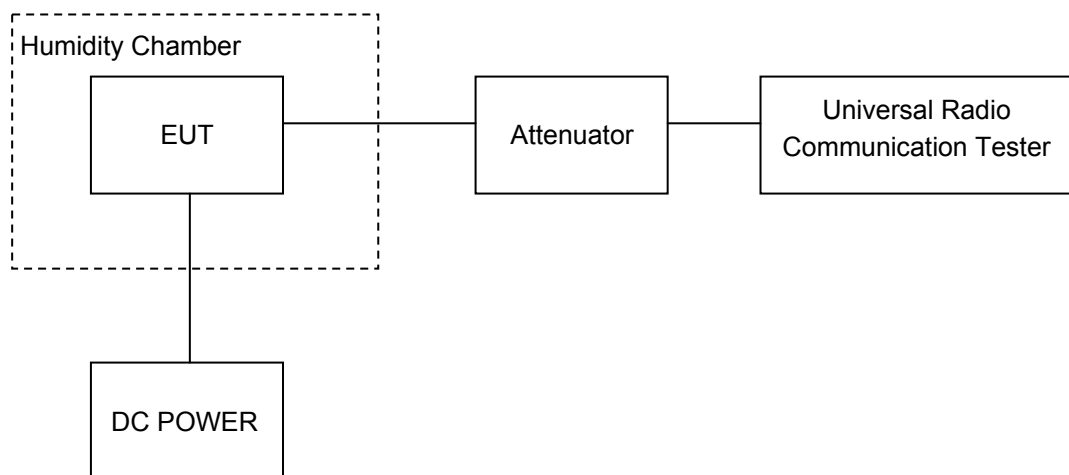 Humidity Chamber
EUT
Attenuator
Universal Radio
Communication Tester
DC POWER